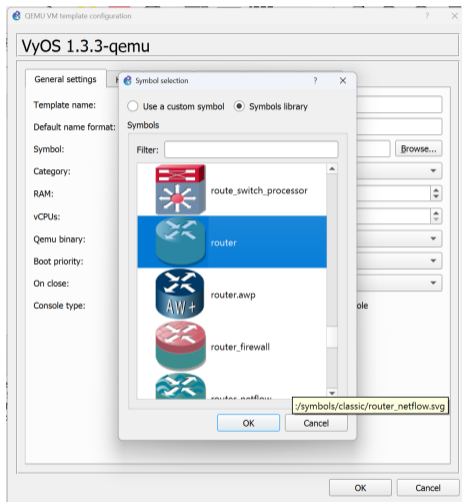 QEMU VM template configuration
VyOS 1.3.3-qemu
General settings
Symbol selection
Template name:
Use a custom symbol
Symbols library
Default name format:
Symbols
Symbol:
Filter:
Browse...
Category:
route_switch_processor
RAM:
vCPUs:
router
Qemu binary:
Boot priority:
On close:
router.awp
AW+
Console type:
ole
router_firewall
router_netflow
:/symbols/classic/router_netflow.svg
OK
Cancel
OK
Cancel